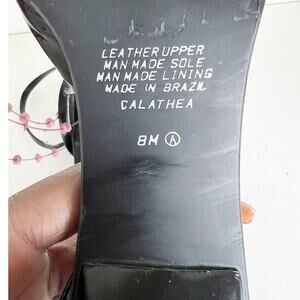 LEATHER UPPER
MAN MADE SOLE
MAN MADE LINING
MADE IN BRAZIL
CALATHEA
8M Ⓐ